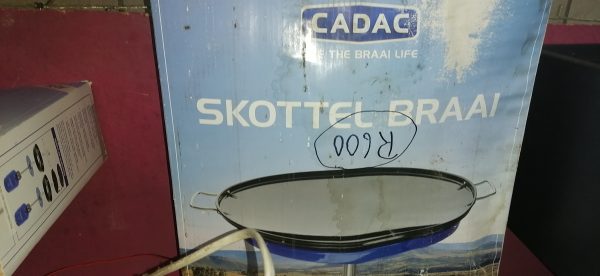 CADAC
THE BRAAI LIFE
SKOTTEL BRAAI
R600